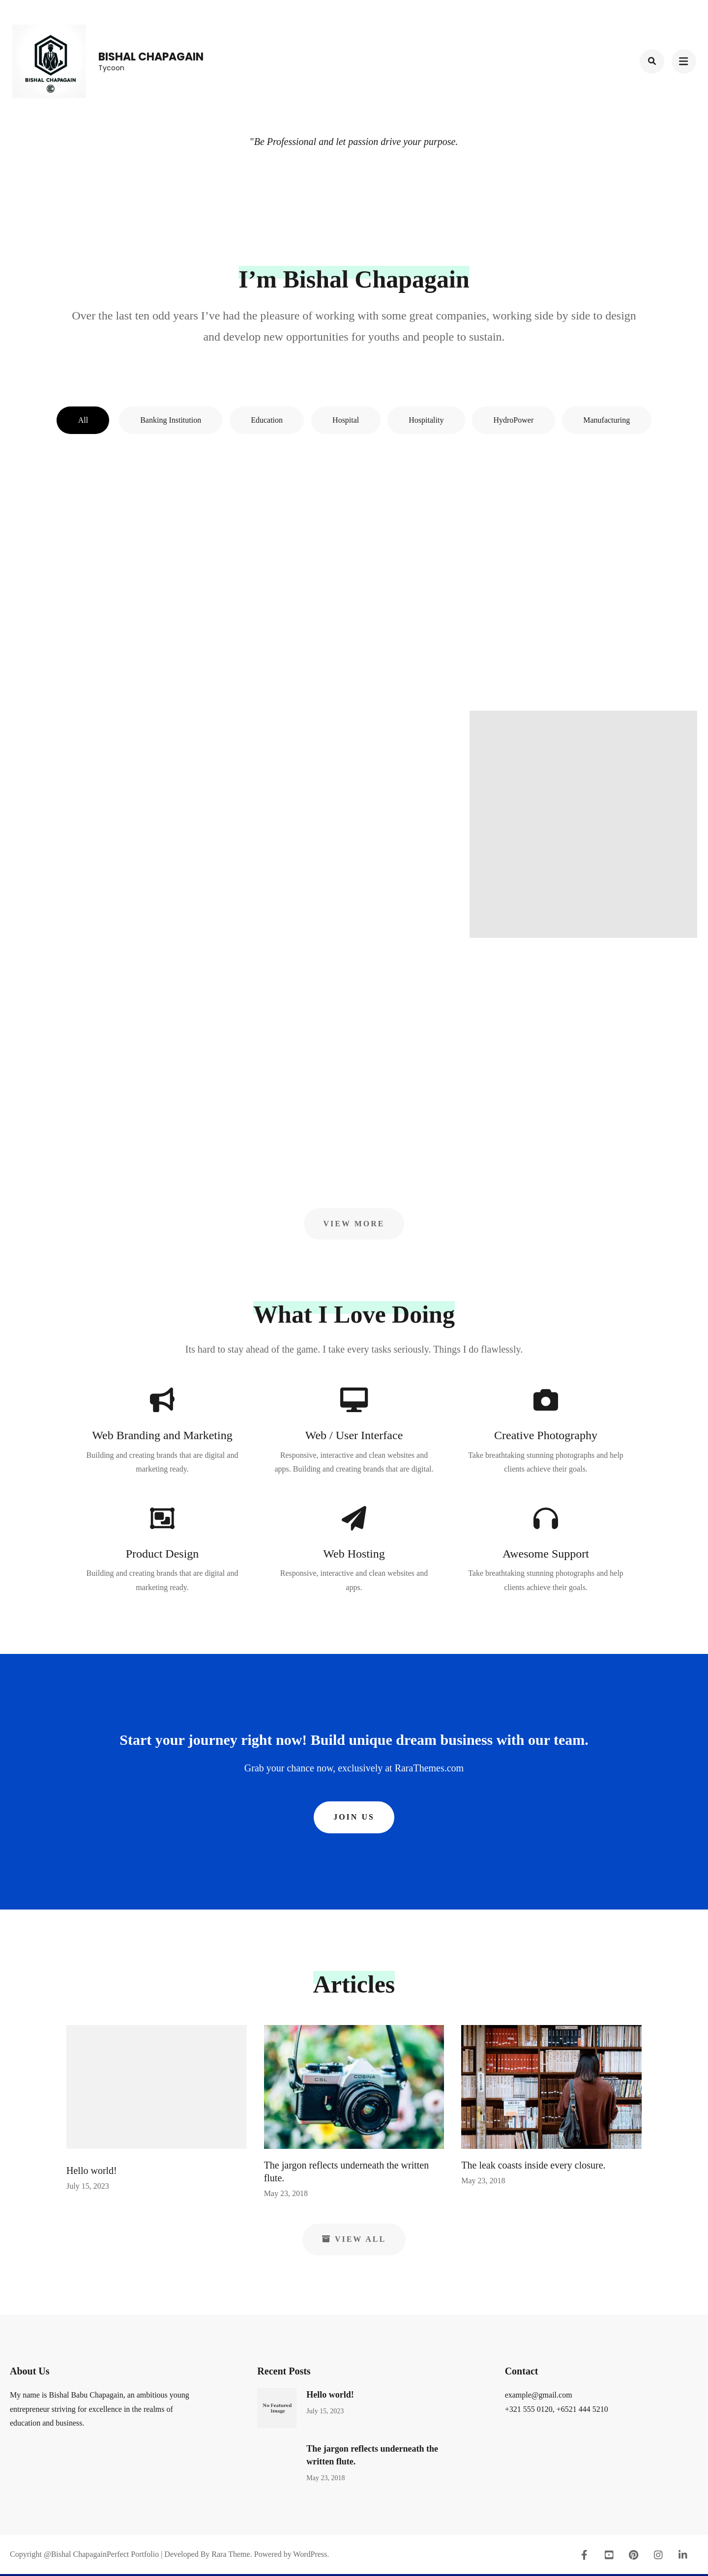 BISHAL CHAPAGAIN
BISHAL CHAPAGAIN
Tycoon
"Be Professional and let passion drive your purpose.
I’m Bishal Chapagain
Over the last ten odd years I’ve had the pleasure of working with some great companies, working side by side to design
and develop new opportunities for youths and people to sustain.
All
Banking Institution
Education
Hospital
Hospitality
HydroPower
Manufacturing
VIEW MORE
What I Love Doing
Its hard to stay ahead of the game. I take every tasks seriously. Things I do flawlessly.
Web Branding and Marketing
Building and creating brands that are digital and
marketing ready.
Web / User Interface
Responsive, interactive and clean websites and
apps. Building and creating brands that are digital.
Creative Photography
Take breathtaking stunning photographs and help
clients achieve their goals.
Product Design
Building and creating brands that are digital and
marketing ready.
Web Hosting
Responsive, interactive and clean websites and
apps.
Awesome Support
Take breathtaking stunning photographs and help
clients achieve their goals.
Start your journey right now! Build unique dream business with our team.
Grab your chance now, exclusively at RaraThemes.com
JOIN US
Articles
Hello world!
July 15, 2023
CSL
COSINA
The jargon reflects underneath the written
flute.
May 23, 2018
The leak coasts inside every closure.
May 23, 2018
VIEW ALL
About Us
My name is Bishal Babu Chapagain, an ambitious young
entrepreneur striving for excellence in the realms of
education and business.
Recent Posts
No Featured
Image
Hello world!
July 15, 2023
The jargon reflects underneath the
written flute.
May 23, 2018
Contact
example@gmail.com
+321 555 0120, +6521 444 5210
Copyright @Bishal ChapagainPerfect Portfolio | Developed By Rara Theme. Powered by WordPress.